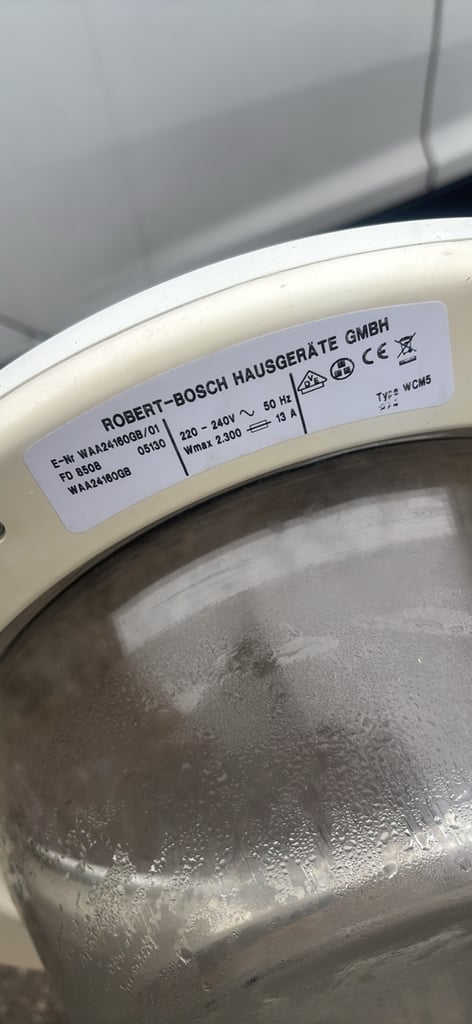 ROBERT-BOSCH HAUSGERÄTE GMBH
E-Nr WAA24160GB/01
FD 8508 05130
WAA24160GB
220 - 240V ~ 50 Hz
Wmax 2.300 13 A
DVE
CE
Type WCM5